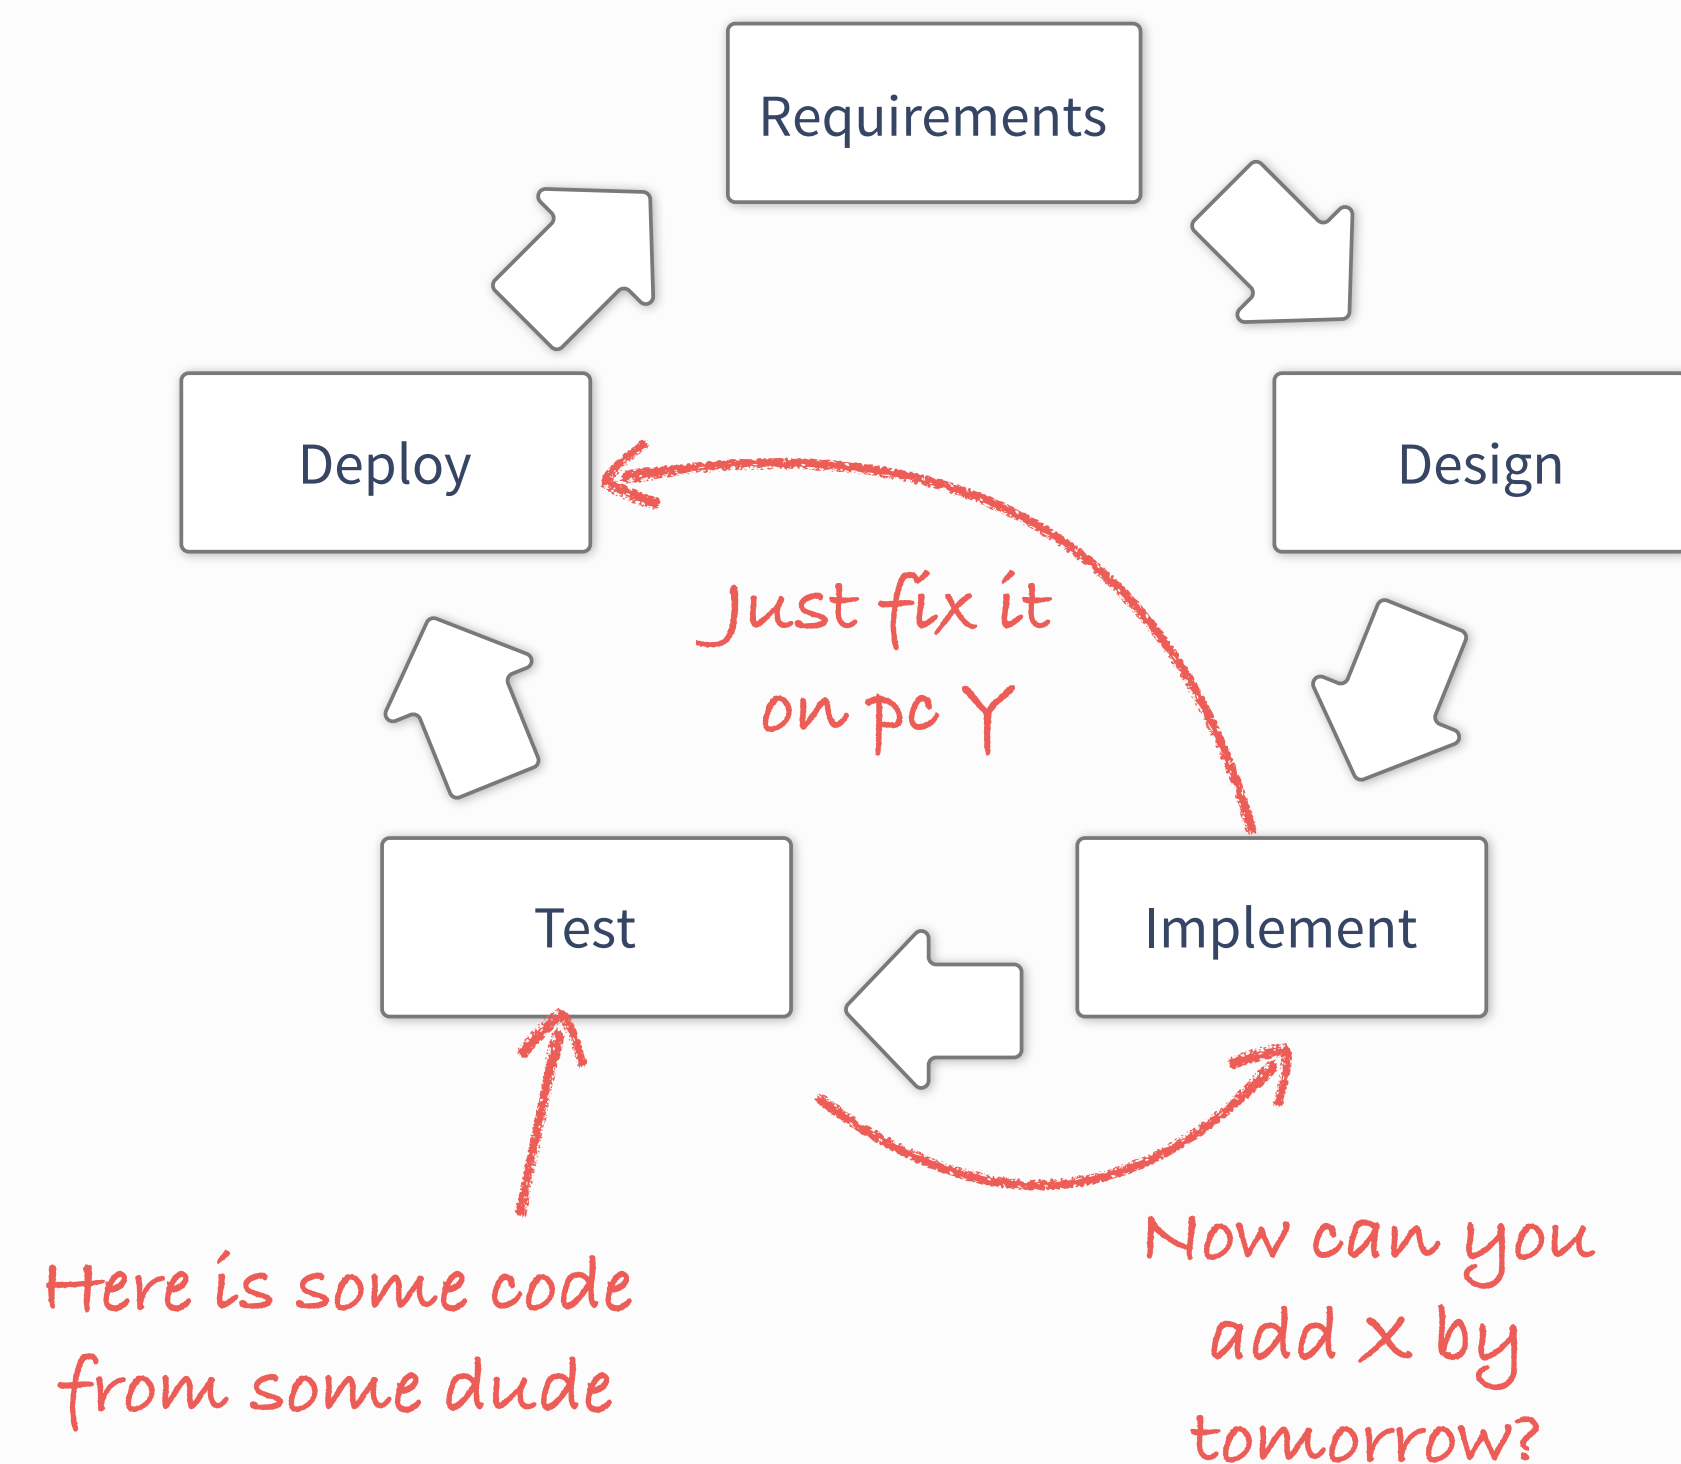 Requirements
Deploy
Design
Just fix it
on pc Y
Test
Implement
Here is some code
from some dude
Now can you
add X by
tomorrow?